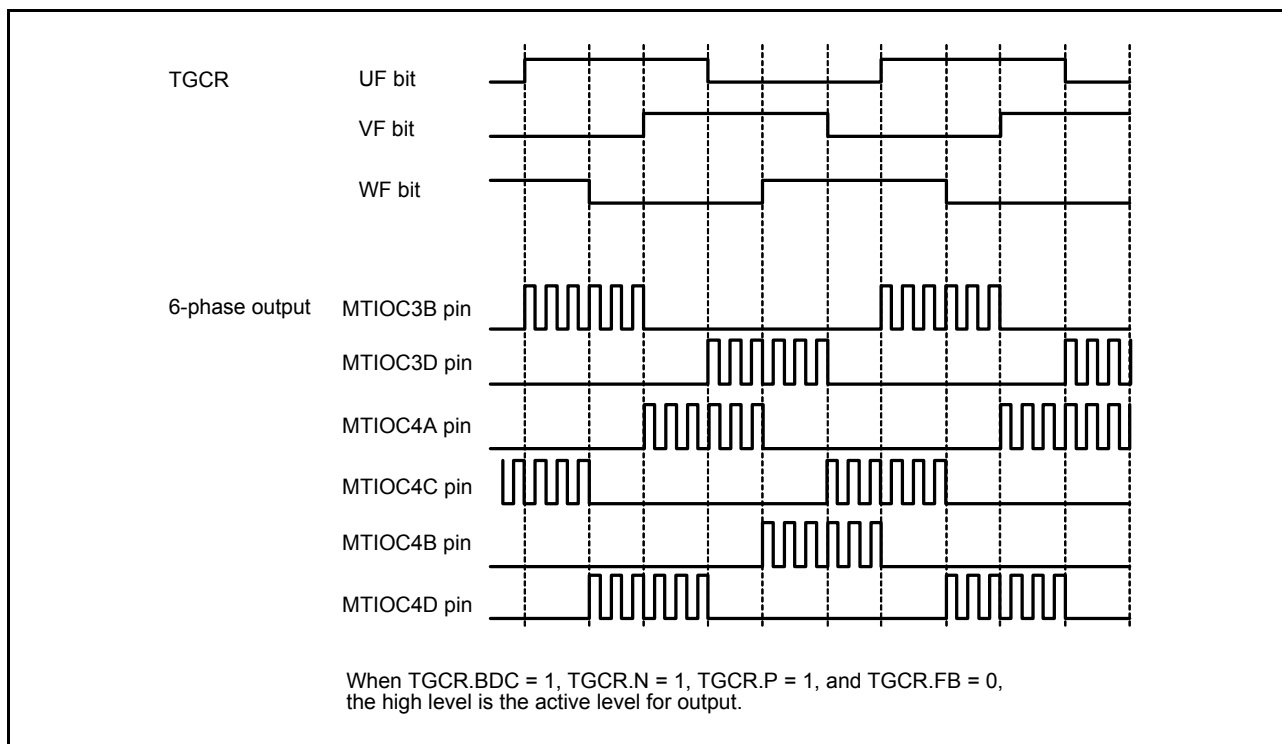 TGCR UF bit
VF bit
WF bit
6-phase output MTIOC3B pin
MTIOC3D pin
MTIOC4A pin
MTIOC4C pin
MTIOC4B pin
MTIOC4D pin
When TGCR.BDC = 1, TGCR.N = 1, TGCR.P = 1, and TGCR.FB = 0,
the high level is the active level for output.